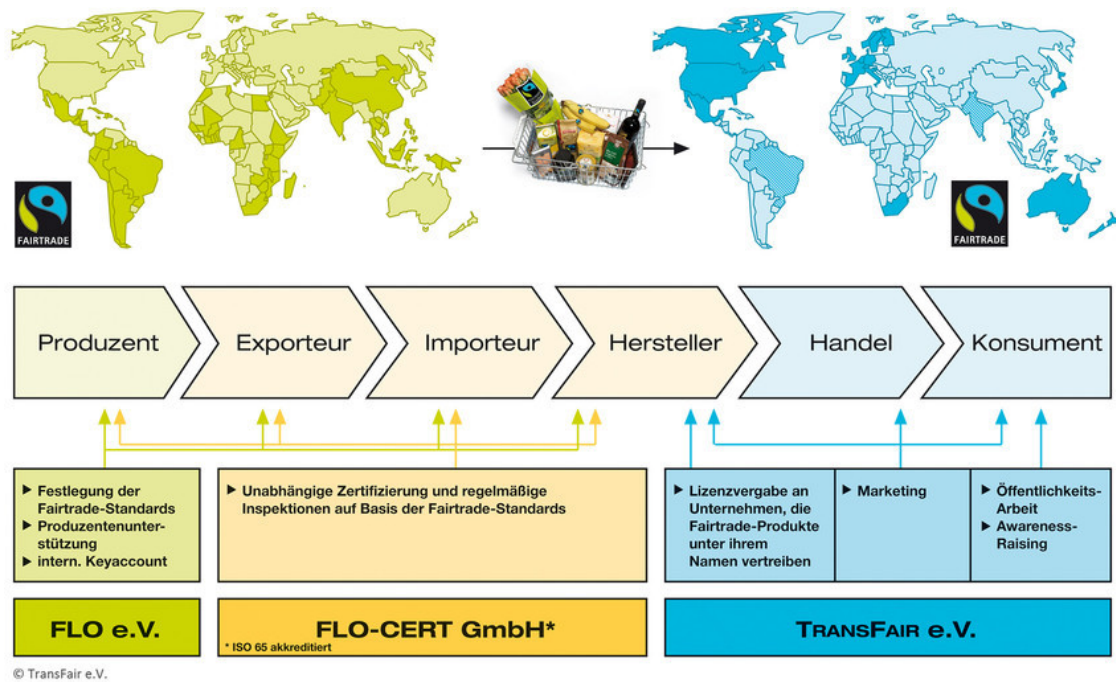 FAIRTRADE
FAIRTRADE
FAIRTRADE
Produzent
Exporteur
Importeur
Hersteller
Handel
Konsument
▶ Festlegung der
Fairtrade-Standards
▶ Produzentenunter-
stützung
▶ intern. Keyaccount
▶ Unabhängige Zertifizierung und regelmäßige
Inspektionen auf Basis der Fairtrade-Standards
▶ Lizenzvergabe an
Unternehmen, die
Fairtrade-Produkte
unter ihrem
Namen vertreiben
▶ Marketing
▶ Öffentlichkeits-
Arbeit
▶ Awareness-
Raising
FLO e.V.
FLO-CERT GmbH*
* ISO 65 akkreditiert
TRANSFAIR e.V.
© TransFair e.V.